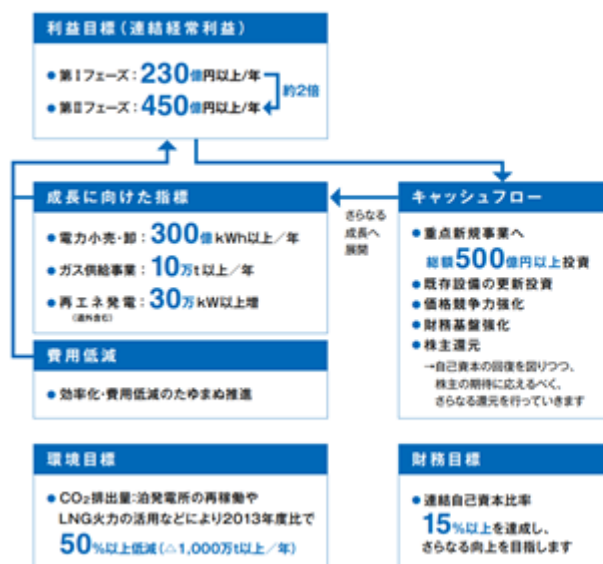 利益目標(連結経常利益)
●第Ⅰフェーズ:230億円以上/年
●第Ⅱフェーズ:450億円以上/年
約2倍
成長に向けた指標
●電力小売・卸:300億kWh以上/年
●ガス供給事業:10万t以上/年
●再エネ発電:30万kW以上増
(道外含む)
費用低減
●効率化・費用低減のたゆまぬ推進
さらなる
成長へ
展開
キャッシュフロー
●重点新規事業へ
総額500億円以上投資
●既存設備の更新投資
●価格競争力強化
●財務基盤強化
●株主還元
→自己資本の回復を図りつつ、
株主の期待に応えるべく、
さらなる還元を行っていきます
環境目標
●CO₂排出量:泊発電所の再稼働や
LNG火力の活用などにより2013年度比で
50%以上低減(△1,000万t以上/年)
財務目標
●連結自己資本比率
15%以上を達成し、
さらなる向上を目指します